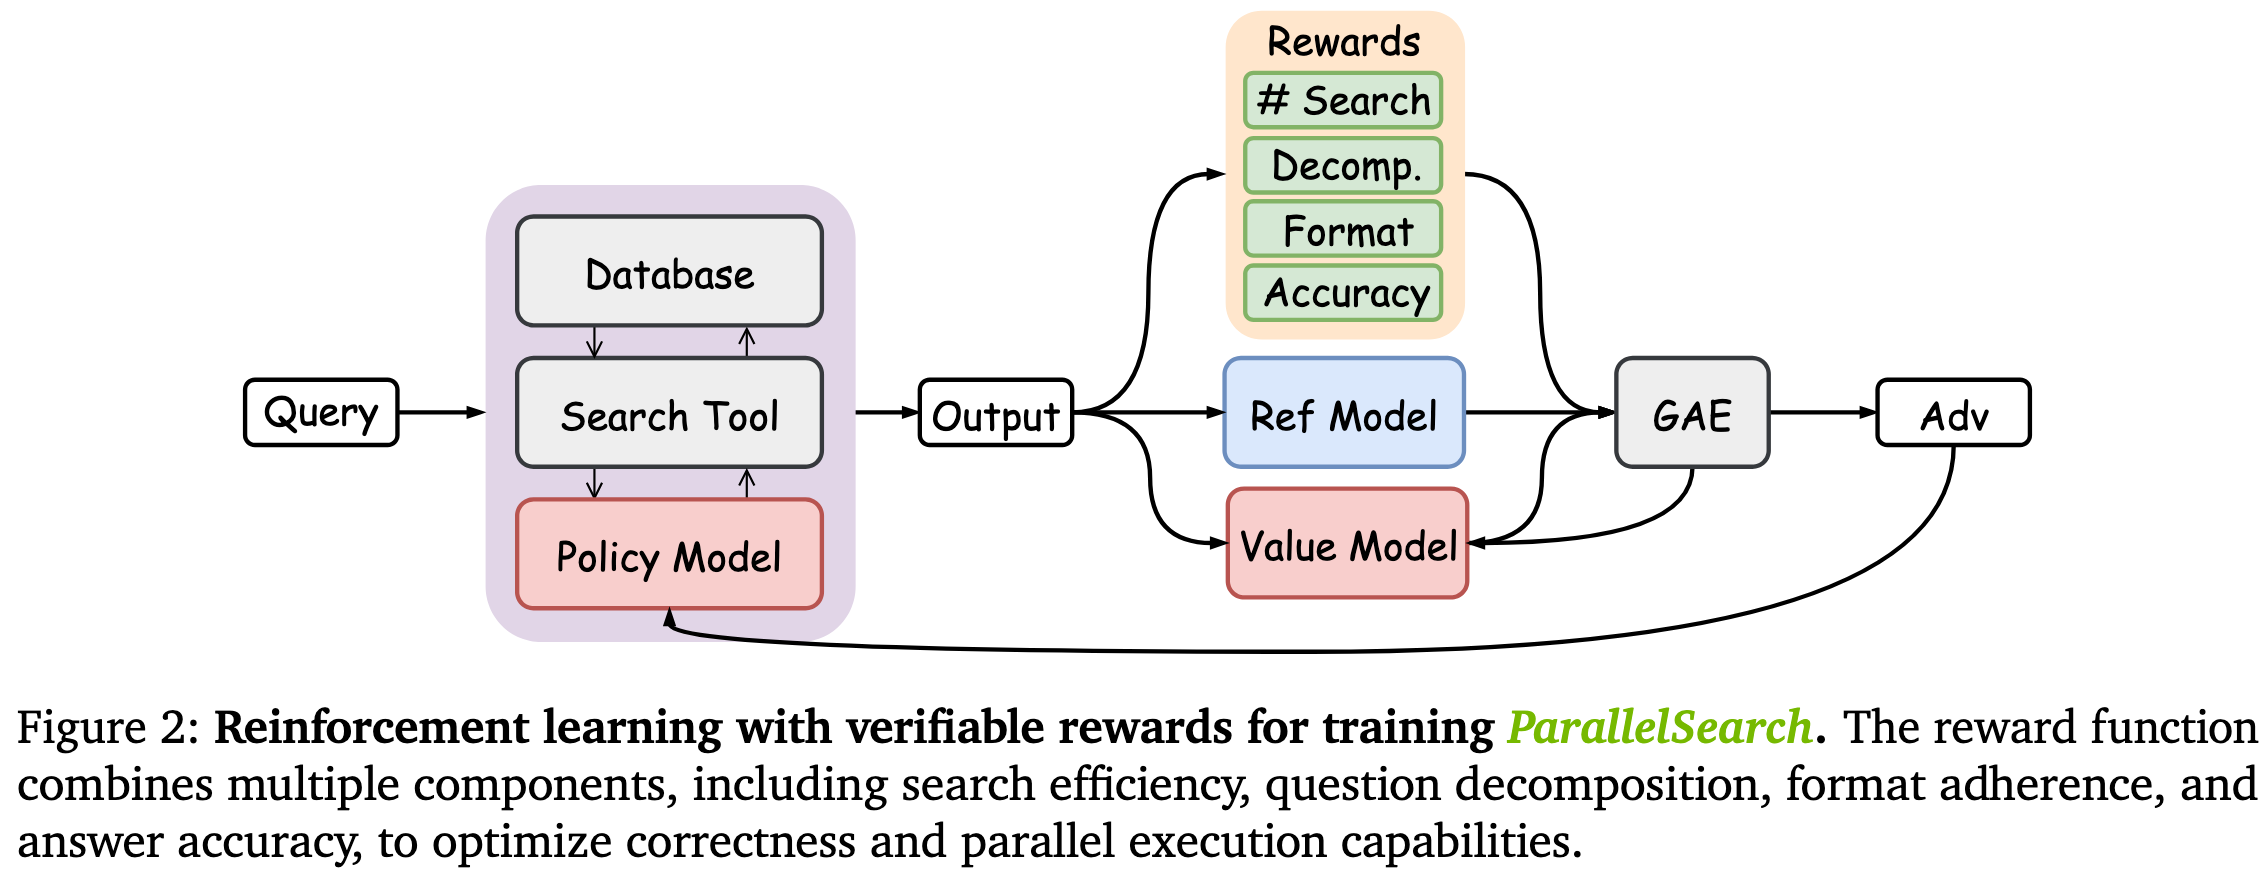 Rewards
# Search
Decomp.
Format
Accuracy
Database
Search Tool
Policy Model
Query
Output
Ref Model
Value Model
GAE
Adv
Figure 2: Reinforcement learning with verifiable rewards for training ParallelSearch. The reward function
combines multiple components, including search efficiency, question decomposition, format adherence, and
answer accuracy, to optimize correctness and parallel execution capabilities.